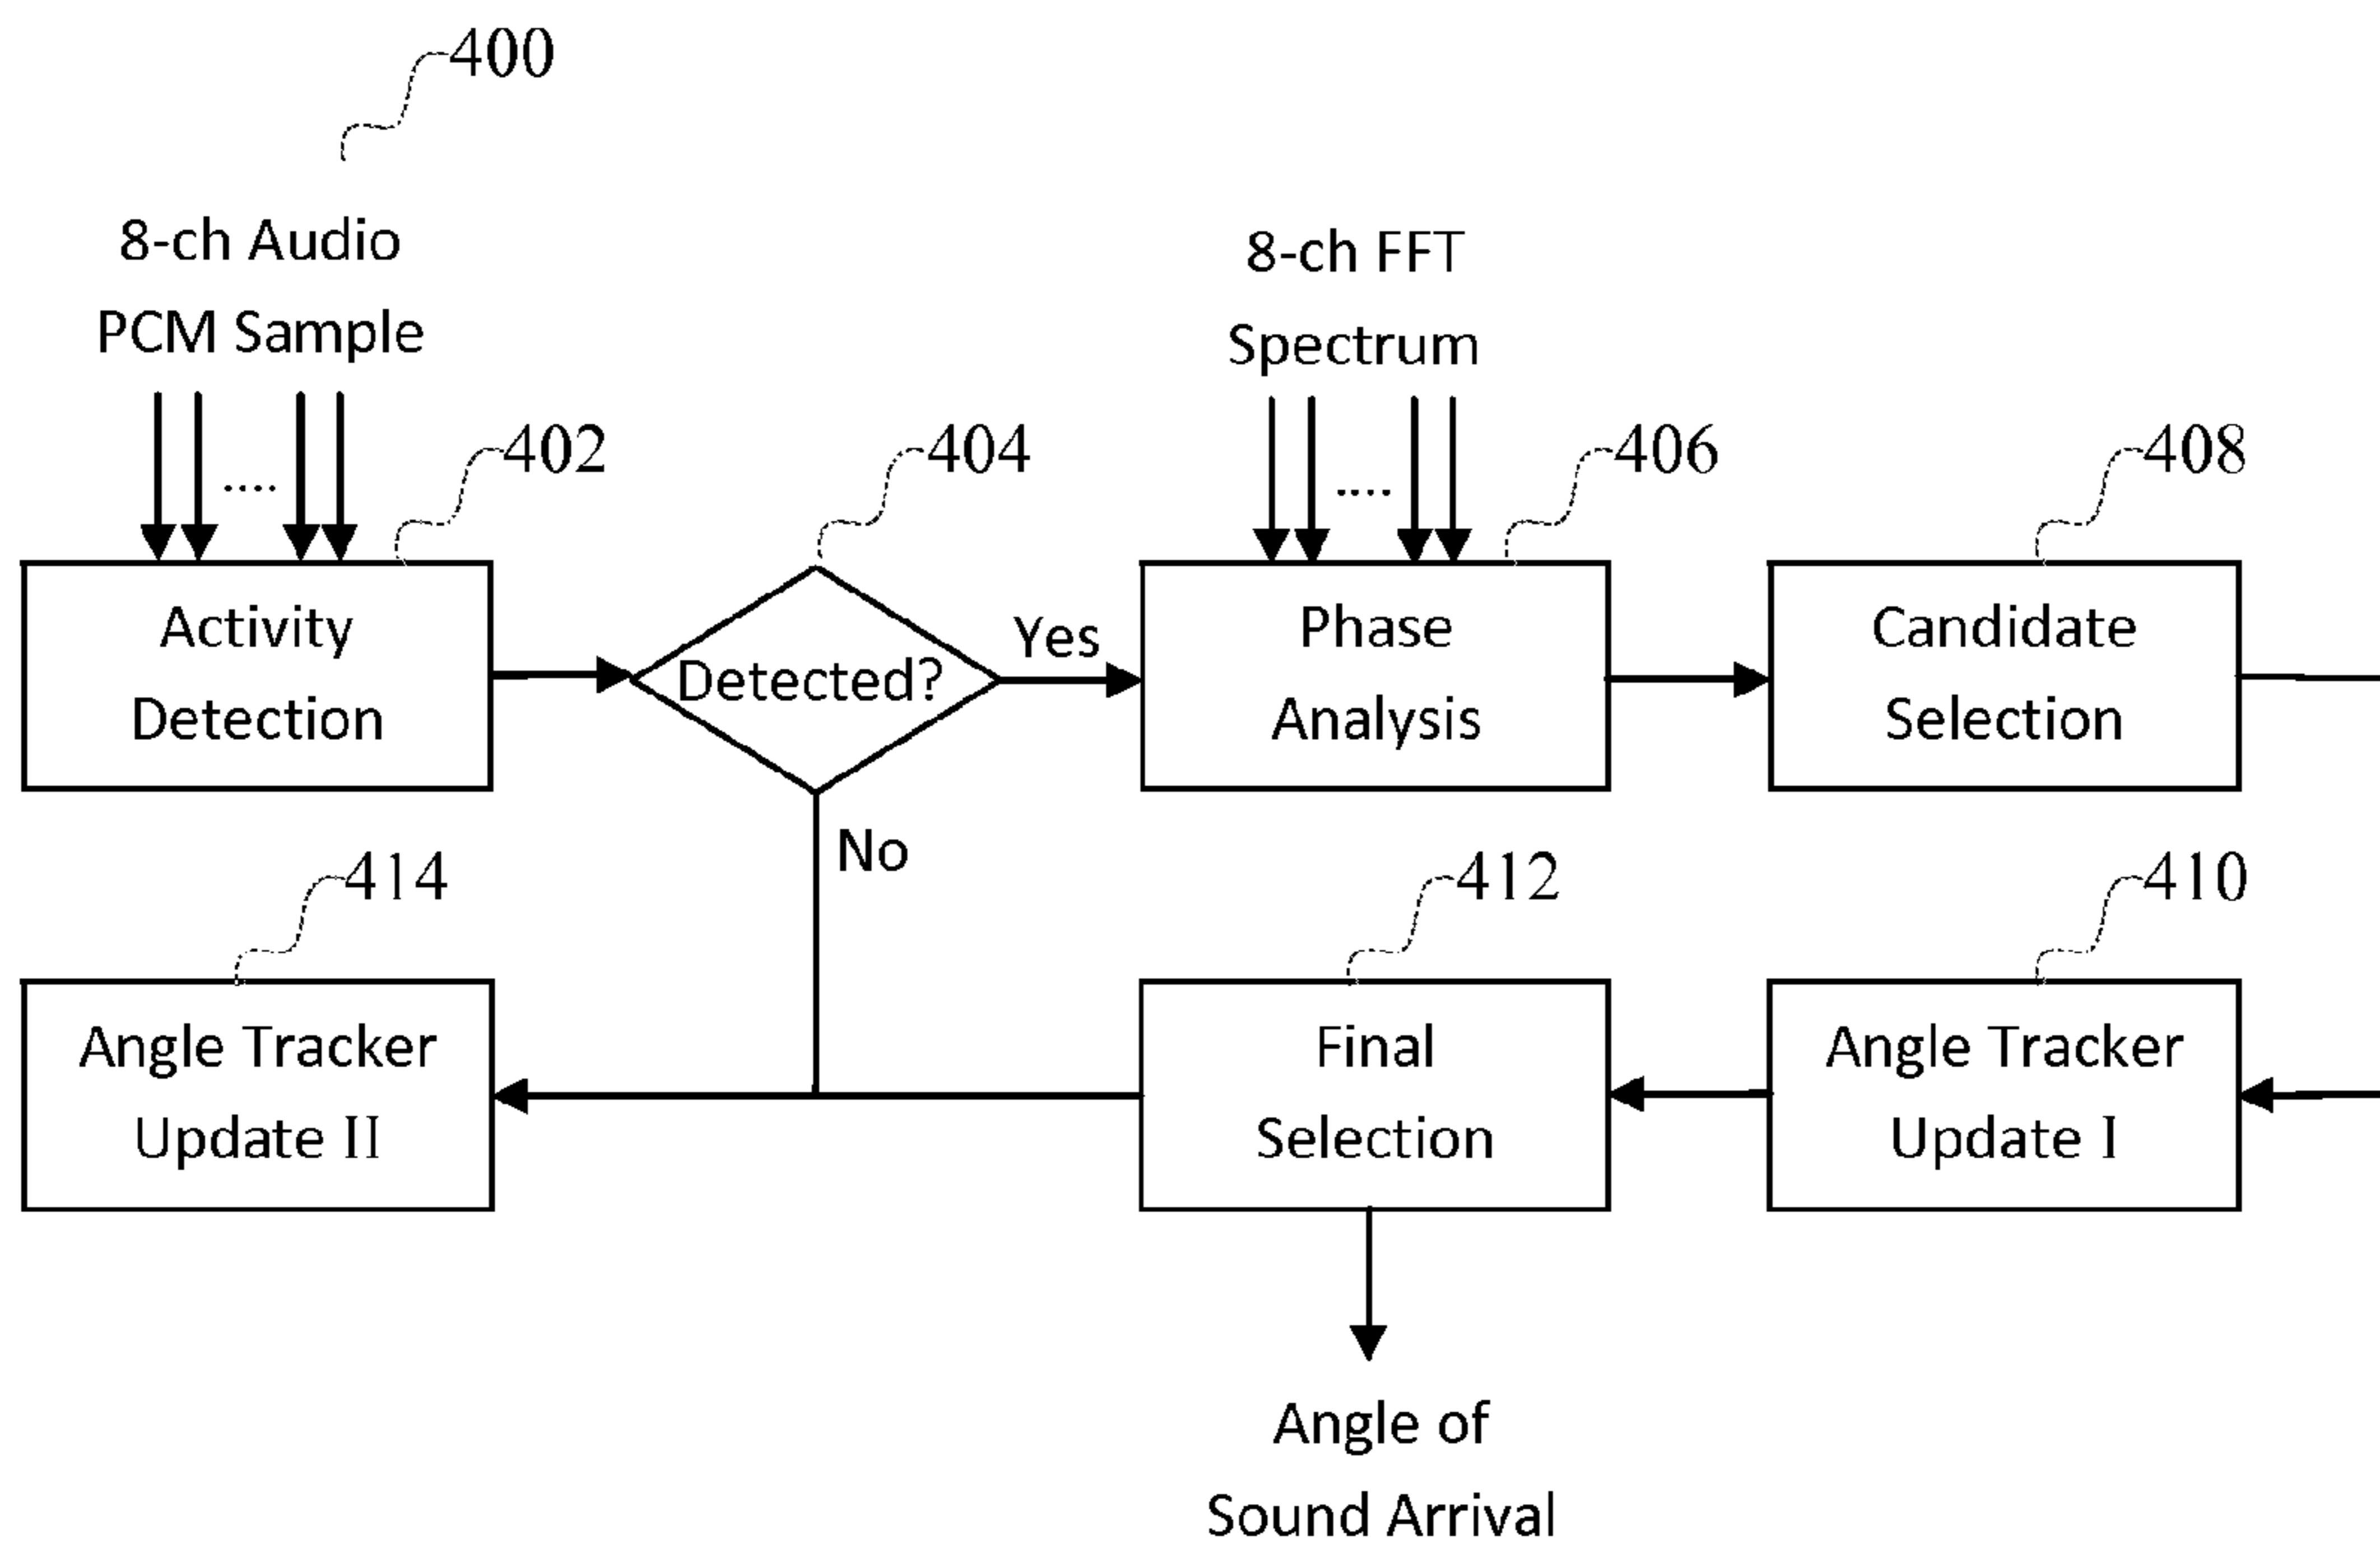 400
8-ch Audio
PCM Sample
8-ch FFT
Spectrum
....
....
402
404
406
408
Activity
Detection
Detected?
Yes
Phase
Analysis
Candidate
Selection
No
414
412
410
Angle Tracker
Update II
Final
Selection
Angle Tracker
Update I
Angle of
Sound Arrival